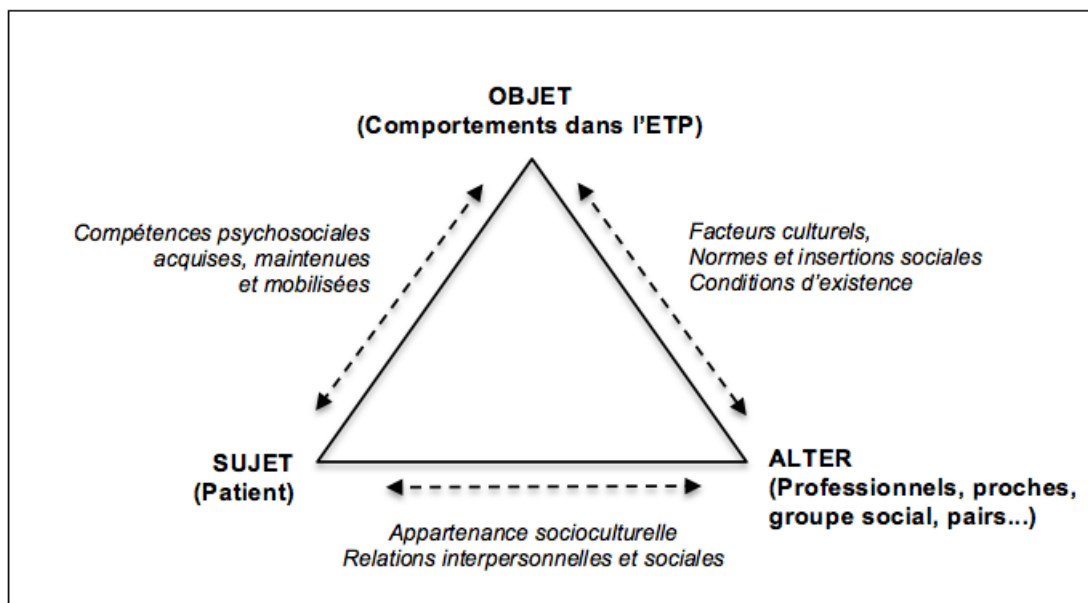 OBJET
(Comportements dans l'ETP)
Compétences psychosociales
acquises, maintenues
et mobilisées
Facteurs culturels,
Normes et insertions sociales
Conditions d'existence
SUJET
(Patient)
ALTER
(Professionnels, proches,
groupe social, pairs...)
Appartenance socioculturelle
Relations interpersonnelles et sociales